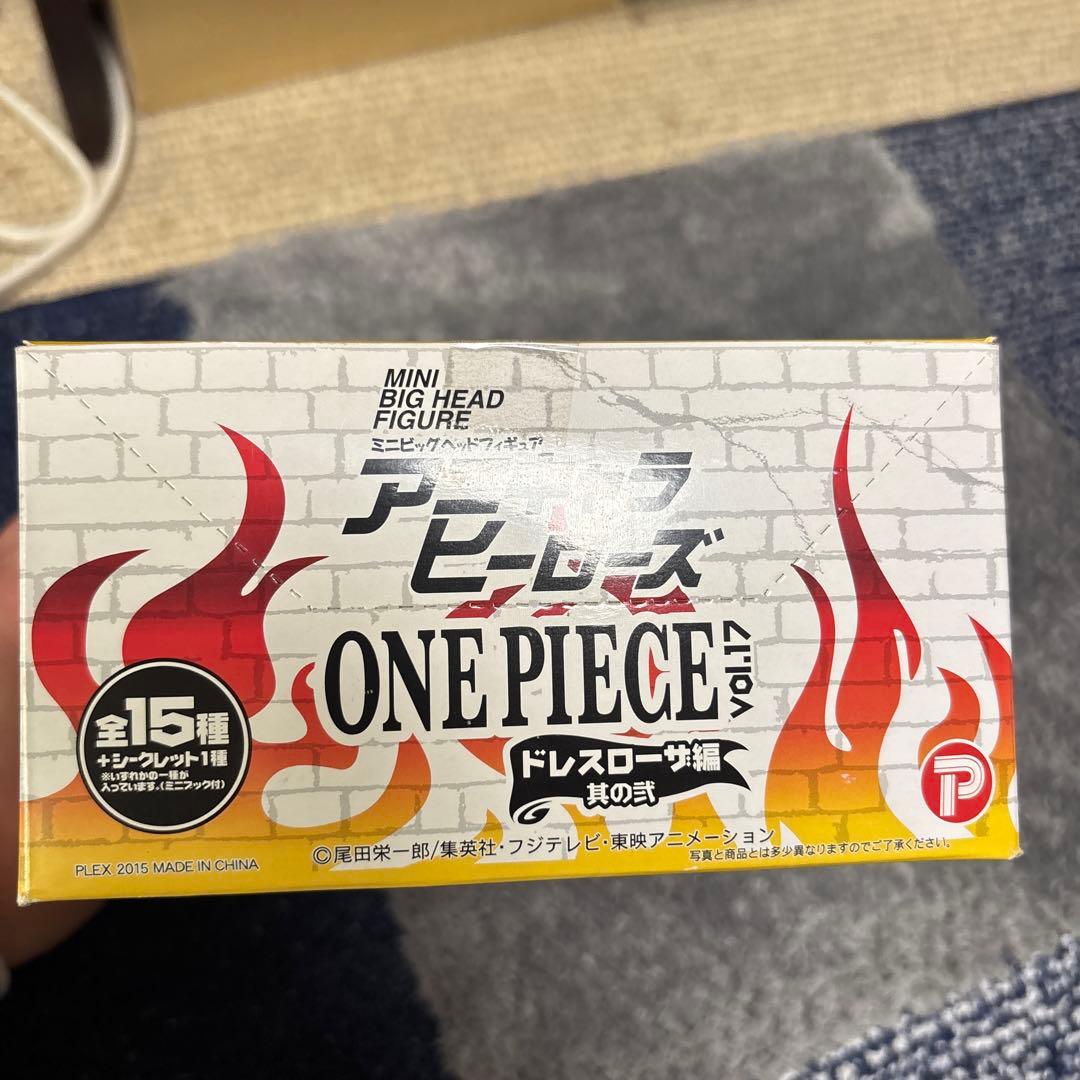 MINI
BIG HEAD
FIGURE
ミニビッグヘッドフィギュア
アニキャラ
ヒーローズ
ONE PIECE
VOL.17
ドレスローザ編
其の弐
全15種
+シークレット1種
※いずれかの一種が
入っています。(ミニブック付)
P
PLEX 2015 MADE IN CHINA
©尾田栄一郎/集英社・フジテレビ・東映アニメーション
写真と商品とは多少異なりますのでご了承ください。